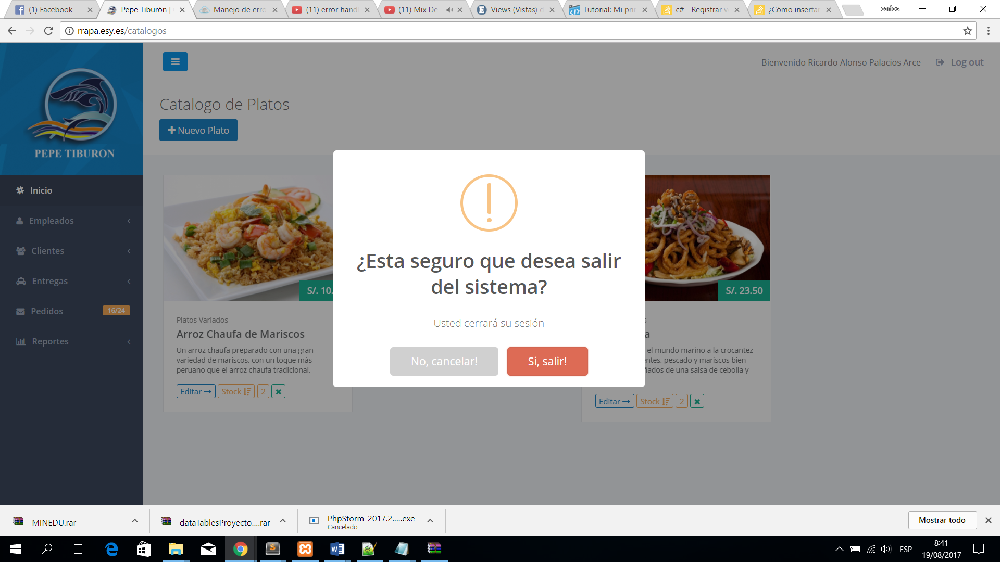 (1) Facebook
Pepe Tiburón |
Manejo de erro
(11) error handl
(11) Mix De
Views (Vistas) d
Tutorial: Mi prim
c# - Registrar v
¿Cómo insertar
carlos
rrapa.esy.es/catalogos
PEPE TIBURON
Inicio
Empleados
Clientes
Entregas
Pedidos 16/24
Reportes
Bienvenido Ricardo Alonso Palacios Arce
Log out
Catalogo de Platos
Nuevo Plato
S/. 10.
Platos Variados
Arroz Chaufa de Mariscos
Un arroz chaufa preparado con una gran
variedad de mariscos, con un toque más
peruano que el arroz chaufa tradicional.
Editar Stock 2
¿Esta seguro que desea salir
del sistema?
Usted cerrará su sesión
No, cancelar! Si, salir!
S/. 23.50
s
a
el mundo marino a la crocantez
entes, pescado y mariscos bien
ñados de una salsa de cebolla y
Editar Stock 2
MINEDU.rar
dataTablesProyecto....rar
PhpStorm-2017.2.....exe
Cancelado
Mostrar todo
ESP
8:41
19/08/2017